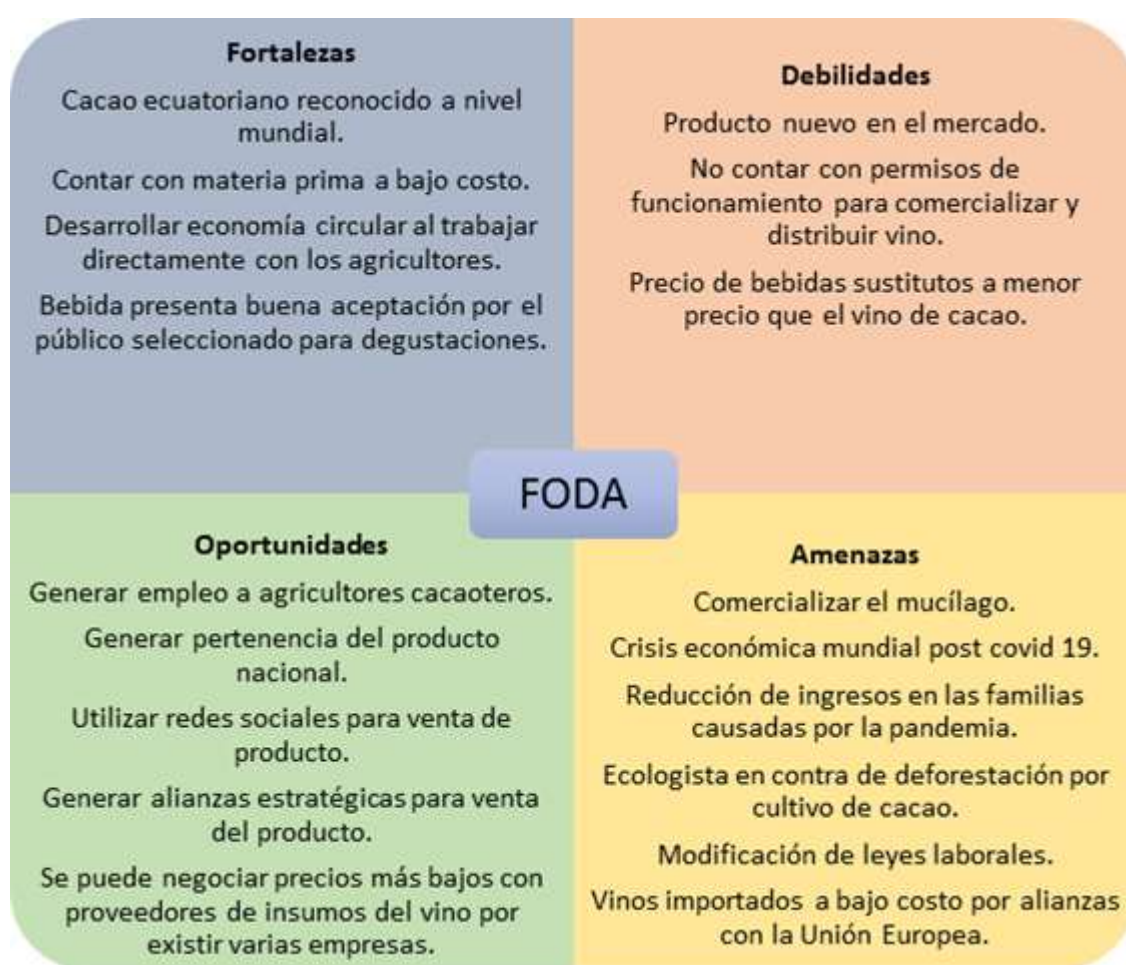 Fortalezas
Cacao ecuatoriano reconocido a nivel
mundial.
Contar con materia prima a bajo costo.
Desarrollar economía circular al trabajar
directamente con los agricultores.
Bebida presenta buena aceptación por el
público seleccionado para degustaciones.
Debilidades
Producto nuevo en el mercado.
No contar con permisos de
funcionamiento para comercializar y
distribuir vino.
Precio de bebidas sustitutos a menor
precio que el vino de cacao.
FODA
Oportunidades
Generar empleo a agricultores cacaoteros.
Generar pertenencia del producto
nacional.
Utilizar redes sociales para venta de
producto.
Generar alianzas estratégicas para venta
del producto.
Se puede negociar precios más bajos con
proveedores de insumos del vino por
existir varias empresas.
Amenazas
Comercializar el mucílago.
Crisis económica mundial post covid 19.
Reducción de ingresos en las familias
causadas por la pandemia.
Ecologista en contra de deforestación por
cultivo de cacao.
Modificación de leyes laborales.
Vinos importados a bajo costo por alianzas
con la Unión Europea.